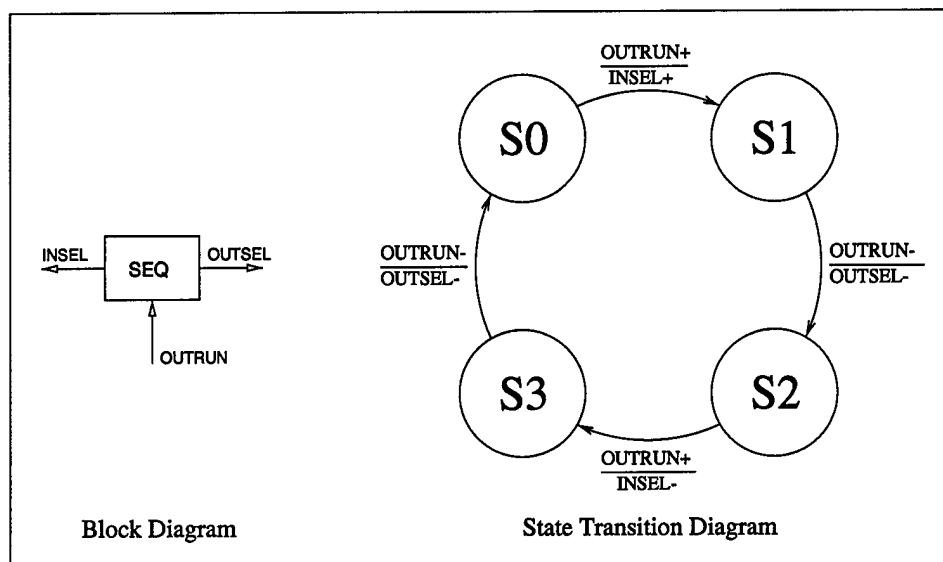 OUTRUN+
INSEL+
S0
S1
INSEL
OUTSEL
SEQ
OUTRUN
OUTRUN-
OUTSEL-
OUTRUN-
OUTSEL-
S3
S2
OUTRUN+
INSEL-
Block Diagram
State Transition Diagram